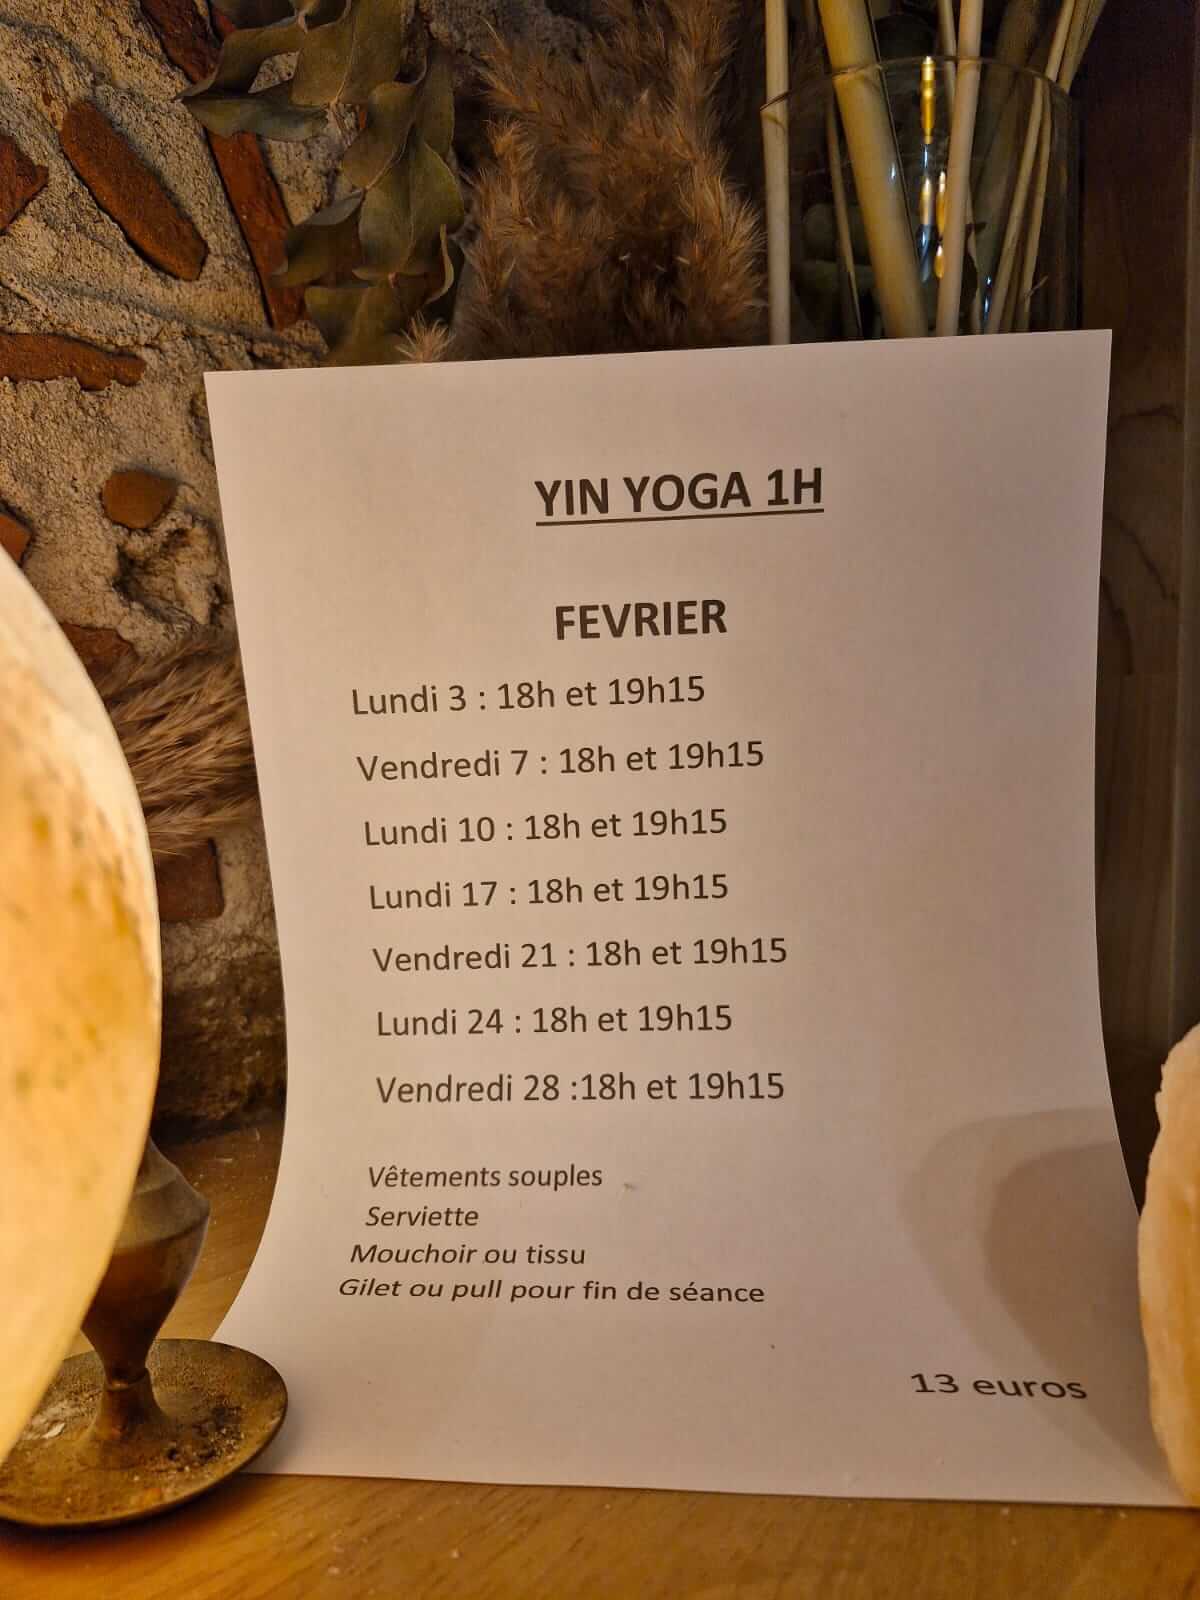 YIN YOGA 1H
FEVRIER
Lundi 3 : 18h et 19h15
Vendredi 7 : 18h et 19h15
Lundi 10 : 18h et 19h15
Lundi 17 : 18h et 19h15
Vendredi 21 : 18h et 19h15
Lundi 24 : 18h et 19h15
Vendredi 28 :18h et 19h15
Vêtements souples
Serviette
Mouchoir ou tissu
Gilet ou pull pour fin de séance
13 euros